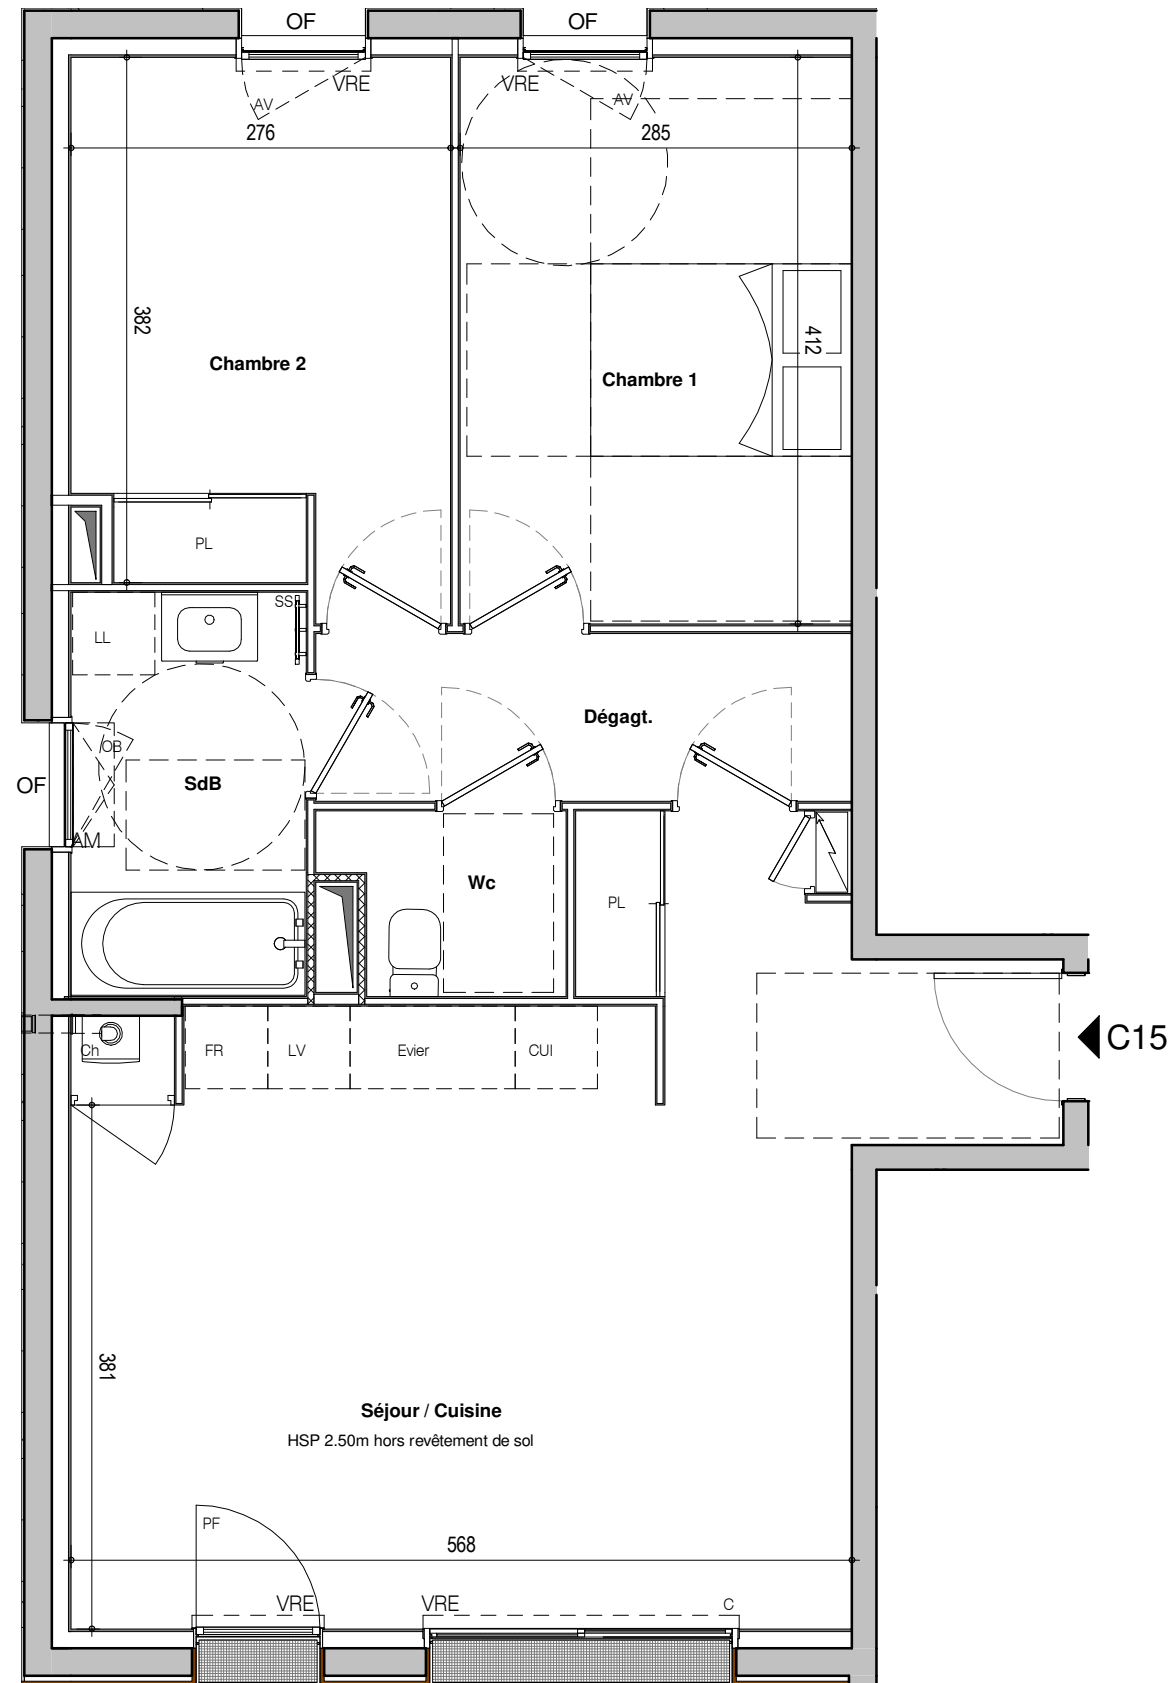 OF
OF
VRE
VRE
AV
AV
276
285
382
412
Chambre 2
Chambre 1
PL
SS
LL
Dégagt.
OB
SdB
OF
AM
Wc
PL
C15
Ch
FR
LV
Evier
CUI
381
Séjour / Cuisine
HSP 2.50m hors revêtement de sol
PF
568
VRE
VRE
C